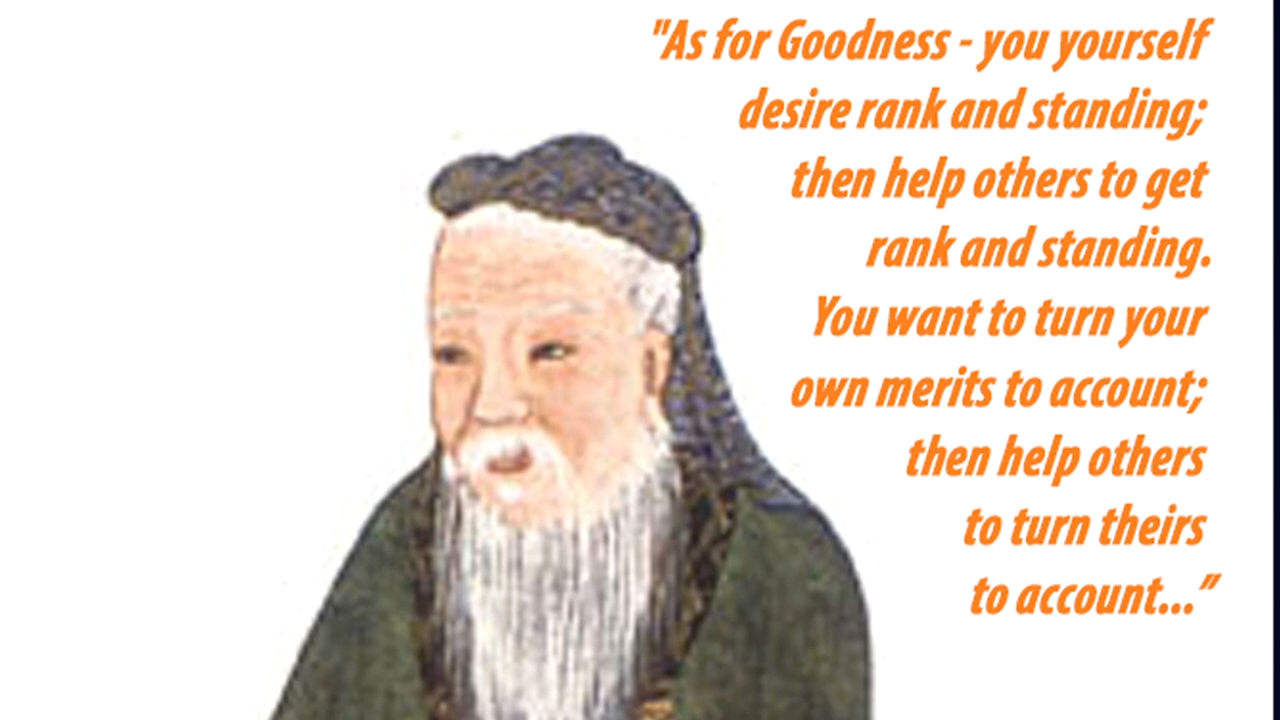 "As for Goodness - you yourself
desire rank and standing;
then help others to get
rank and standing.
You want to turn your
own merits to account;
then help others
to turn theirs
to account...”